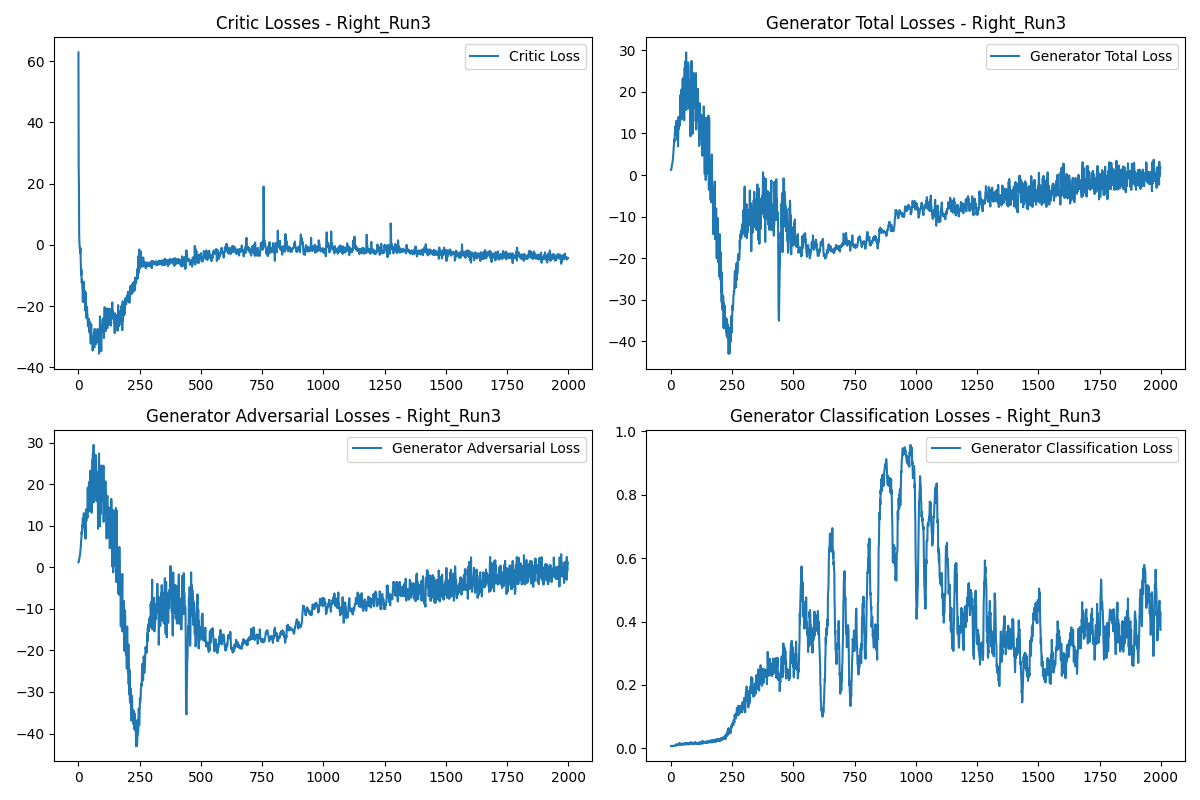 Critic Losses - Right_Run3
Critic Loss
60
40
20
0
−20
−40
0 250 500 750 1000 1250 1500 1750 2000
Generator Total Losses - Right_Run3
Generator Total Loss
30
20
10
0
−10
−20
−30
−40
0 250 500 750 1000 1250 1500 1750 2000
Generator Adversarial Losses - Right_Run3
Generator Adversarial Loss
30
20
10
0
−10
−20
−30
−40
0 250 500 750 1000 1250 1500 1750 2000
Generator Classification Losses - Right_Run3
Generator Classification Loss
1.0
0.8
0.6
0.4
0.2
0.0
0 250 500 750 1000 1250 1500 1750 2000